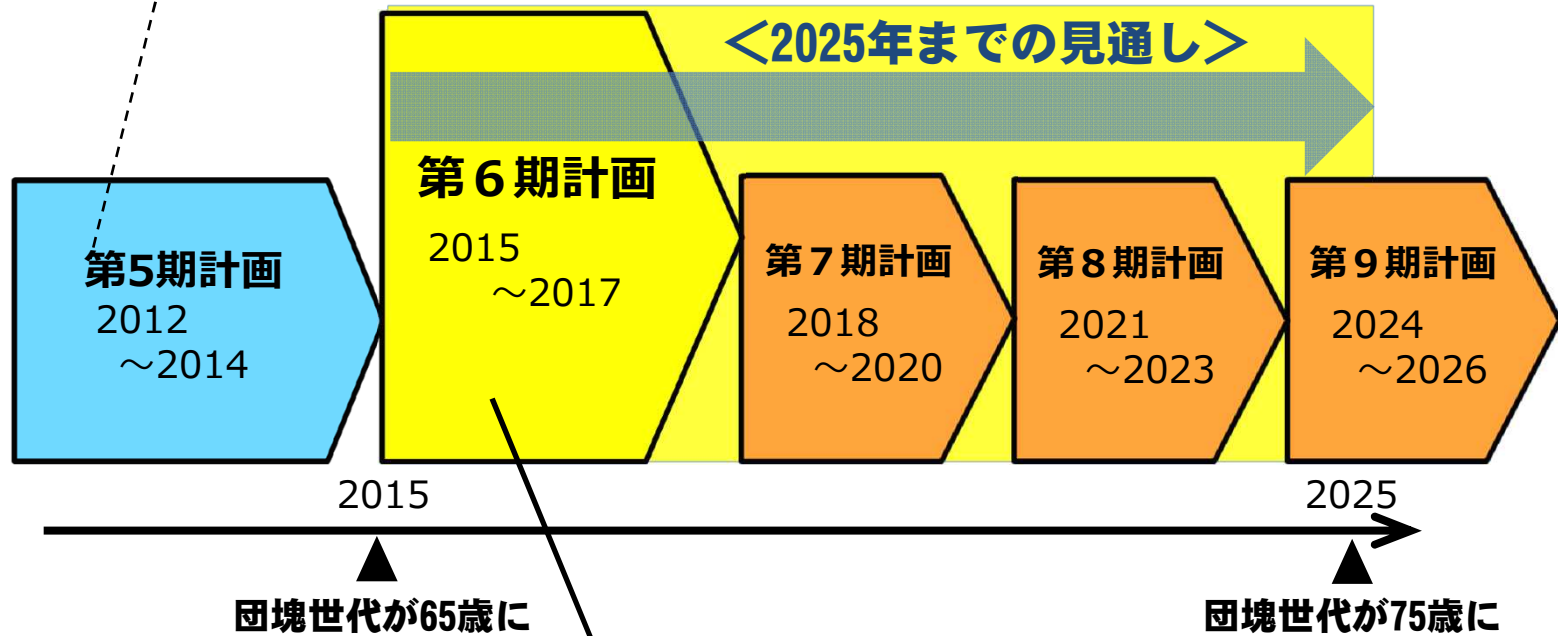 ＜2025年までの見通し＞
第５期計画
2012
～2014
第６期計画
2015
～2017
第７期計画
2018
～2020
第８期計画
2021
～2023
第９期計画
2024
～2026
2015
2025
団塊世代が65歳に
団塊世代が75歳に